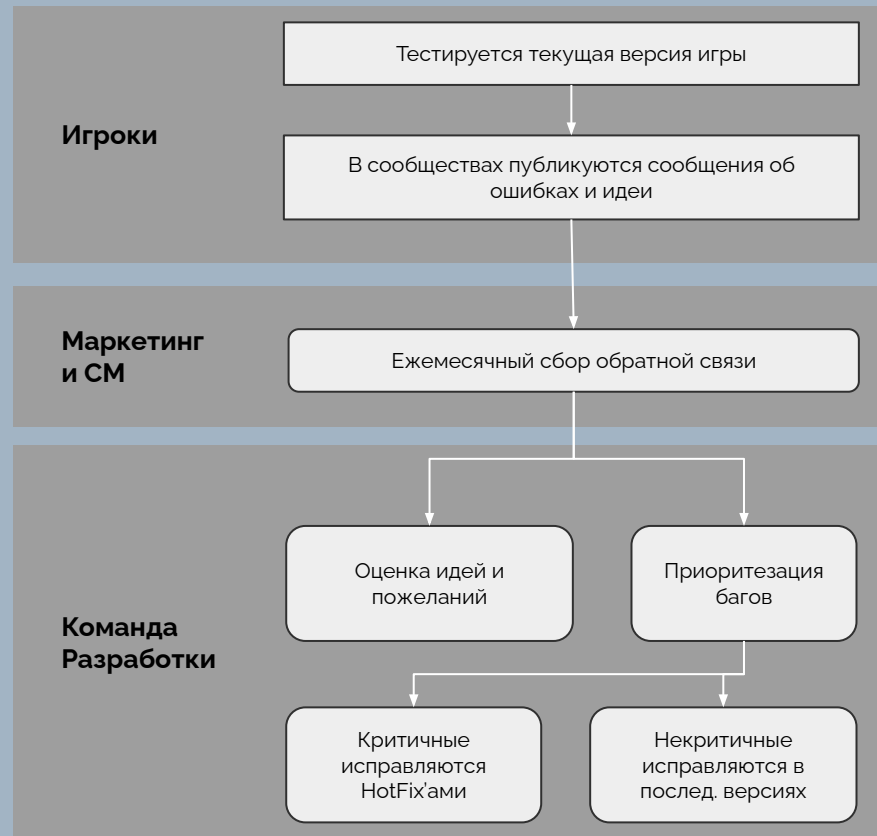 Игроки
Тестируется текущая версия игры
В сообществах публикуются сообщения об
ошибках и идеи
Маркетинг
и СМ
Ежемесячный сбор обратной связи
Команда
Разработки
Оценка идей и
пожеланий
Приоритезация
багов
Критичные
исправляются
HotFix'ами
Некритичные
исправляются в
послед. версиях